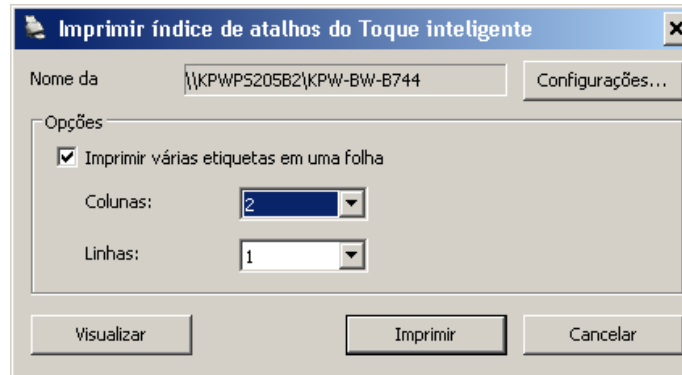 Imprimir índice de atalhos do Toque inteligente
Nome da \\KPWPS205B2\KPW-BW-B744 Configurações...
Opções
Imprimir várias etiquetas em uma folha
Colunas: 2
Linhas: 1
Visualizar Imprimir Cancelar